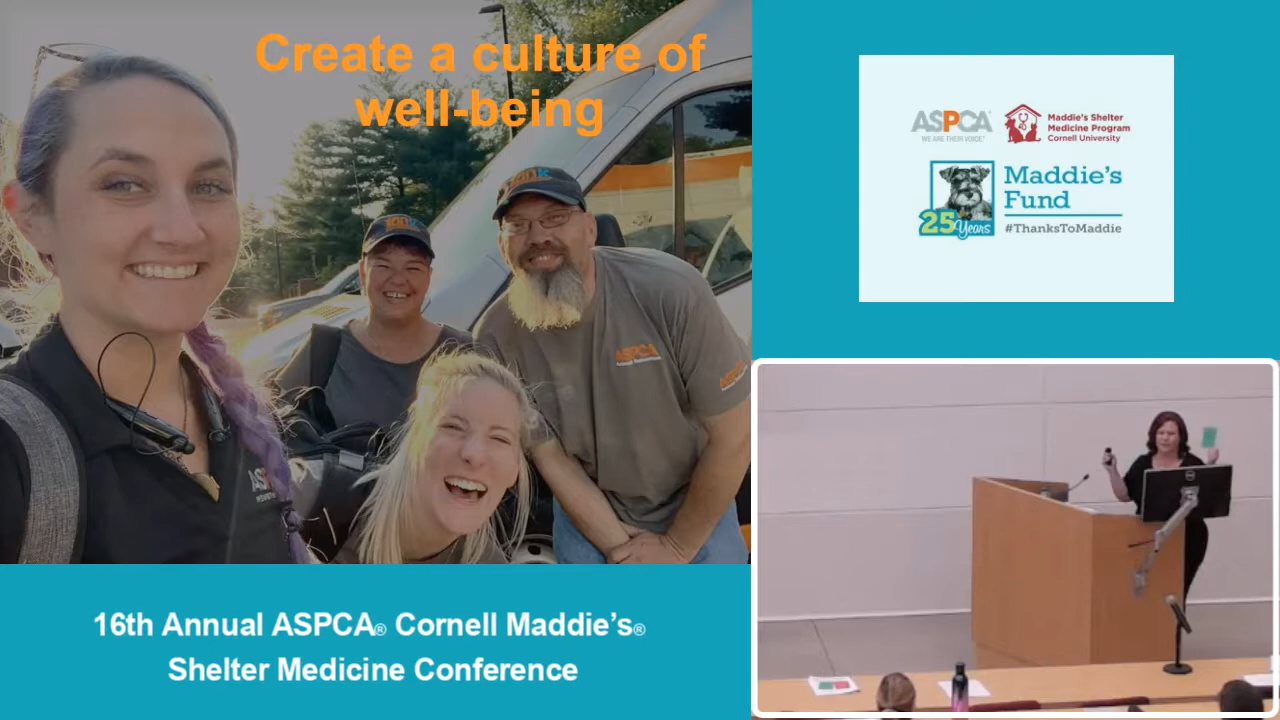 Create a culture of
well-being
ASPCA
ASPCA
WE ARE THEIR VOICE
Maddie's Shelter
Medicine Program
Cornell University
Maddie's
Fund
25 Years
#ThanksToMaddie
16th Annual ASPCA® Cornell Maddie's®
Shelter Medicine Conference